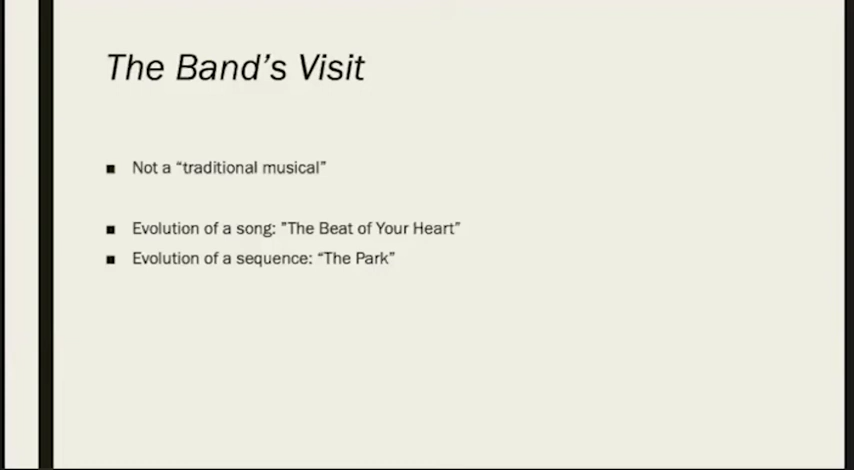 The Band’s Visit
■ Not a “traditional musical”
■ Evolution of a song: ”The Beat of Your Heart”
■ Evolution of a sequence: “The Park”